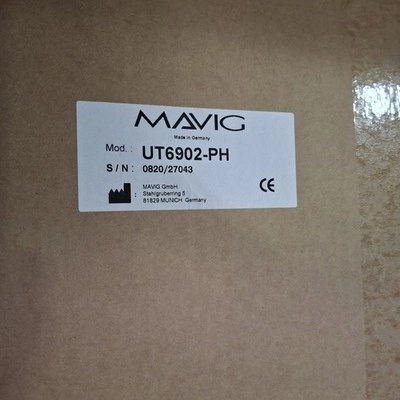 MAVIG
Made in Germany
Mod. : UT6902-PH
S / N : 0820/27043
MAVIG GmbH
Stahlgruberring 5
81829 MUNICH Germany
CE